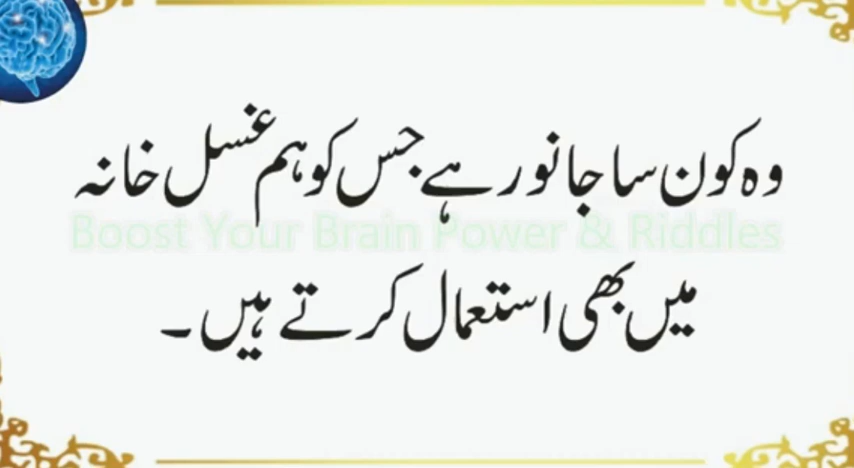 وہ کون سا جانور ہے جس کو ہم غسل خانہ
Boost Your Brain Power & Riddles
میں بھی استعمال کرتے ہیں۔